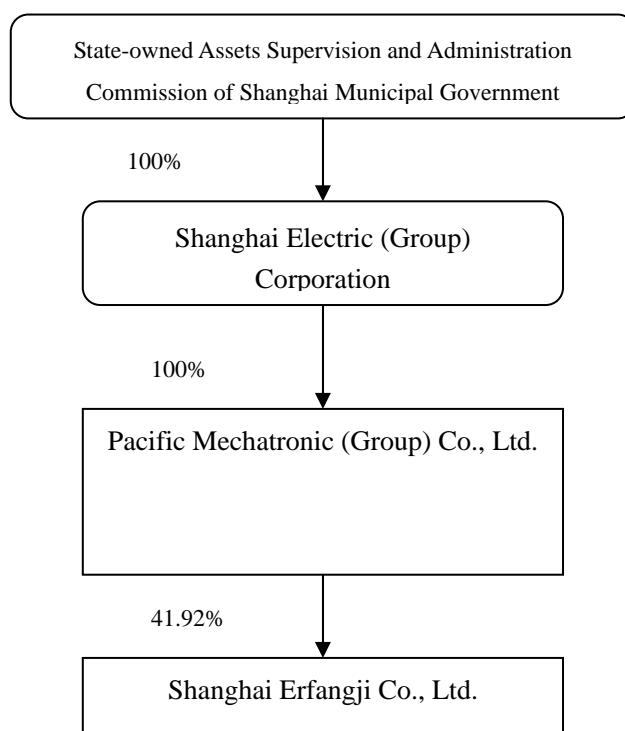 State-owned Assets Supervision and Administration
Commission of Shanghai Municipal Government
100%
Shanghai Electric (Group)
Corporation
100%
Pacific Mechatronic (Group) Co., Ltd.
41.92%
Shanghai Erfangji Co., Ltd.